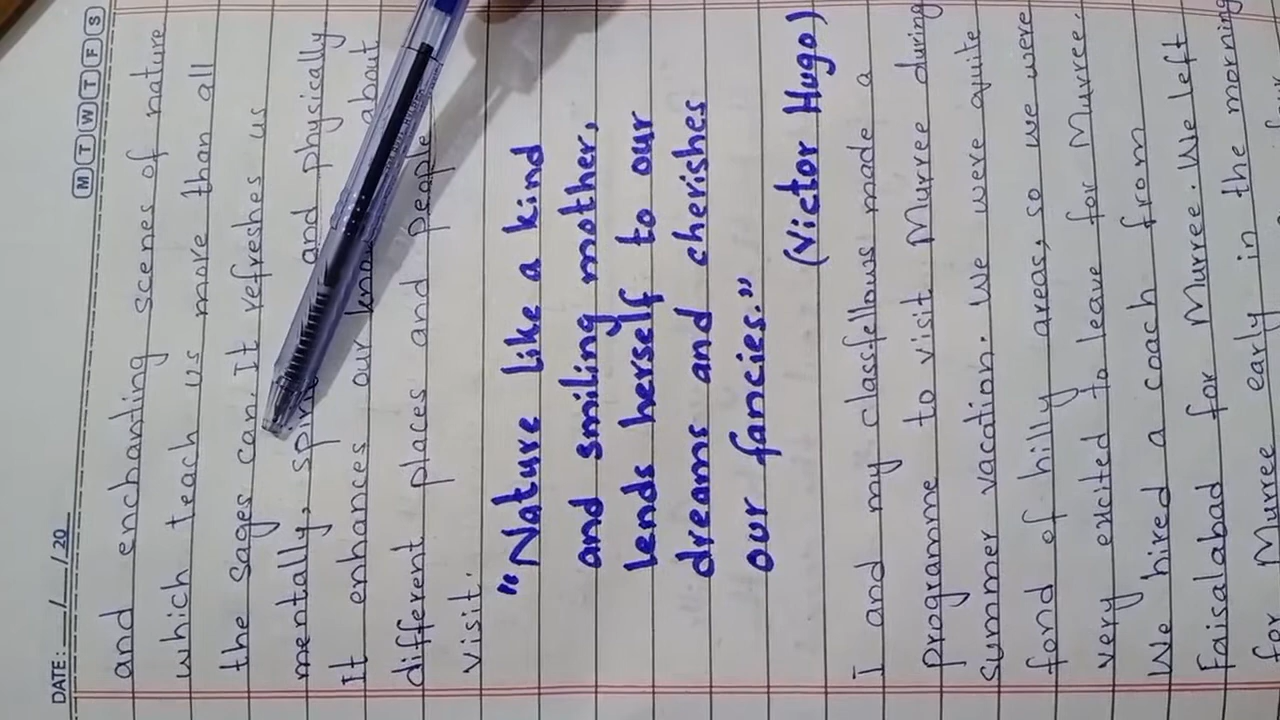 M T W T F S
DATE: __/__/20
and enchanting scenes of nature
which teach us more than all
the sages can. It refreshes us
mentally, and physically
It enhances our about
different places and people
visit.
"Nature like a kind
and smiling mother,
lends herself to our
dreams and cherishes
our fancies."
(Victor Hugo)
I and my classfellows made a
programme to visit Murree during
summer vacation. We were quite
fond of hilly areas, so we were
very excited to leave for Murree.
We hired a coach from
Faisalabad for Murree. We left
for Murree early in the morning